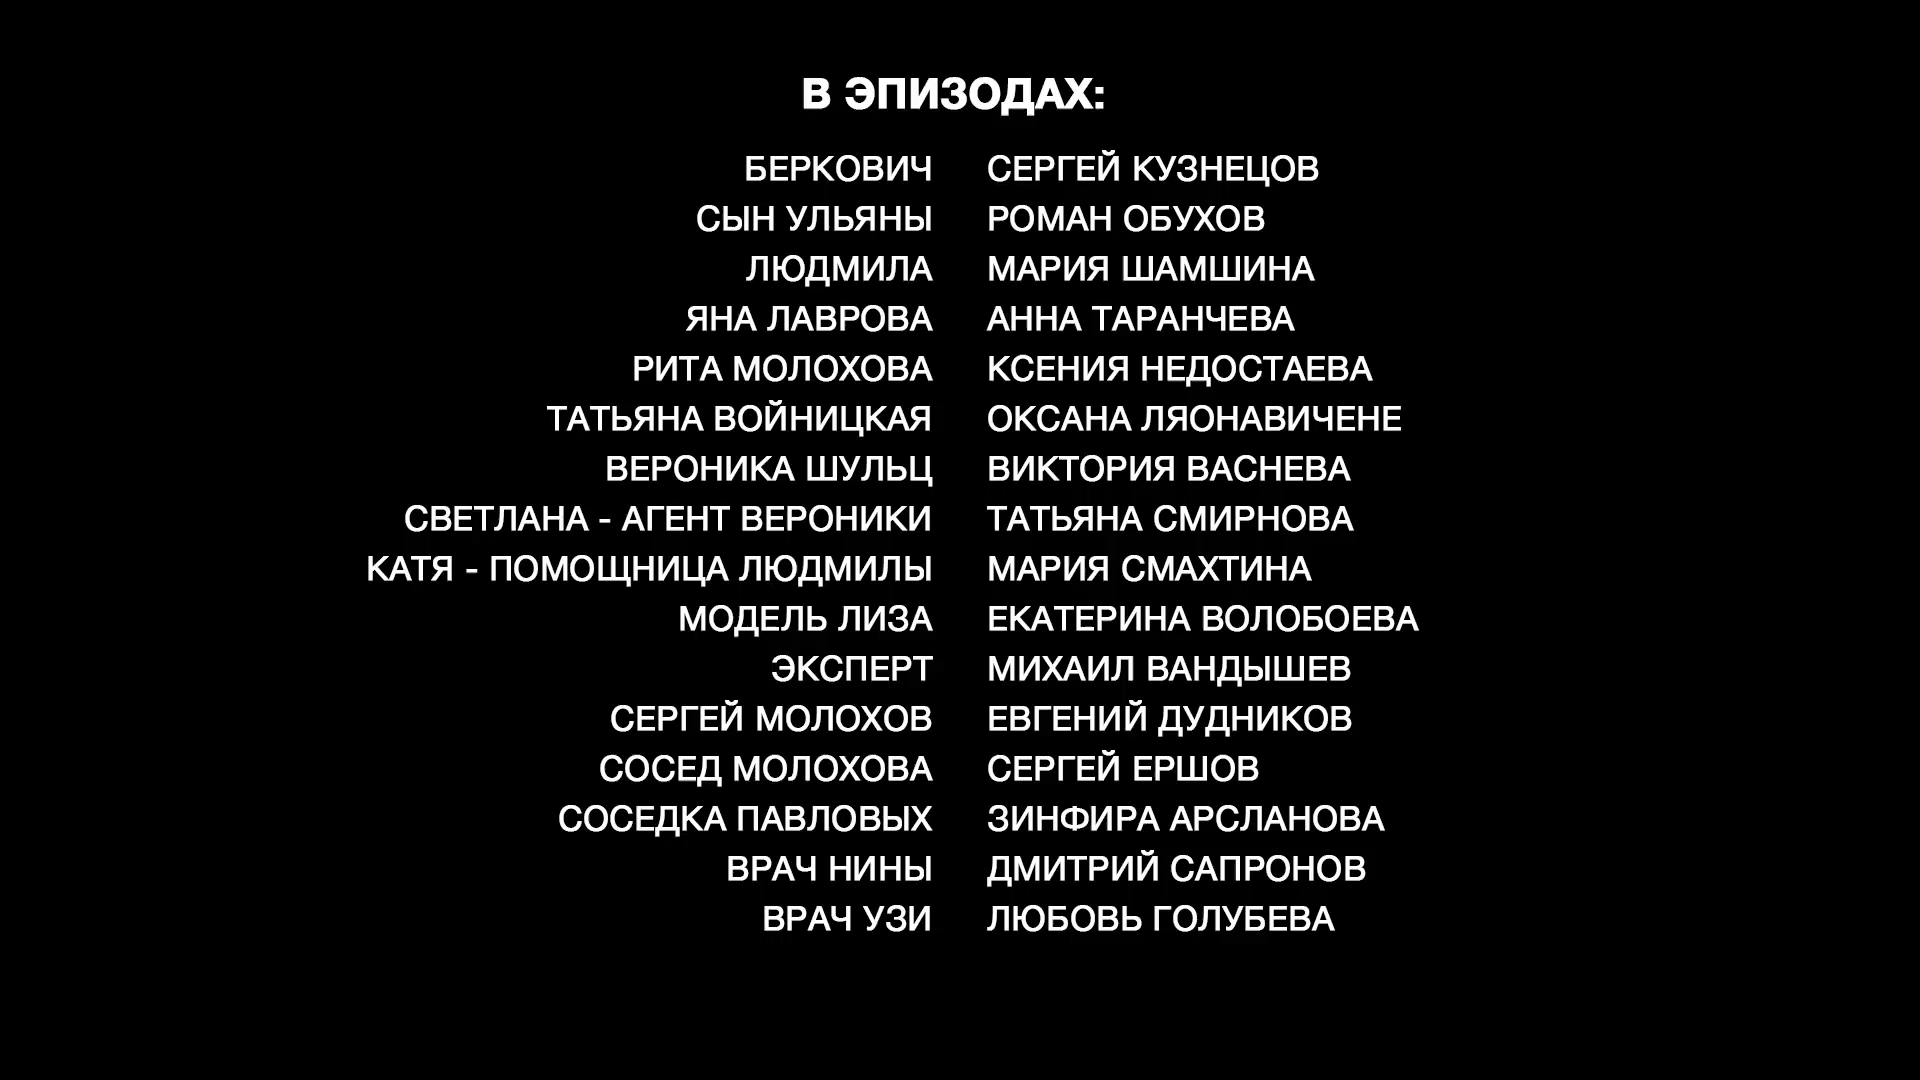 В ЭПИЗОДАХ:
БЕРКОВИЧ СЕРГЕЙ КУЗНЕЦОВ
СЫН УЛЬЯНЫ РОМАН ОБУХОВ
ЛЮДМИЛА МАРИЯ ШАМШИНА
ЯНА ЛАВРОВА АННА ТАРАНЧЕВА
РИТА МОЛОХОВА КСЕНИЯ НЕДОСТАЕВА
ТАТЬЯНА ВОЙНИЦКАЯ ОКСАНА ЛЯОНАВИЧЕНЕ
ВЕРОНИКА ШУЛЬЦ ВИКТОРИЯ ВАСНЕВА
СВЕТЛАНА - АГЕНТ ВЕРОНИКИ ТАТЬЯНА СМИРНОВА
КАТЯ - ПОМОЩНИЦА ЛЮДМИЛЫ МАРИЯ СМАХТИНА
МОДЕЛЬ ЛИЗА ЕКАТЕРИНА ВОЛОБОЕВА
ЭКСПЕРТ МИХАИЛ ВАНДЫШЕВ
СЕРГЕЙ МОЛОХОВ ЕВГЕНИЙ ДУДНИКОВ
СОСЕД МОЛОХОВА СЕРГЕЙ ЕРШОВ
СОСЕДКА ПАВЛОВЫХ ЗИНФИРА АРСЛАНОВА
ВРАЧ НИНЫ ДМИТРИЙ САПРОНОВ
ВРАЧ УЗИ ЛЮБОВЬ ГОЛУБЕВА